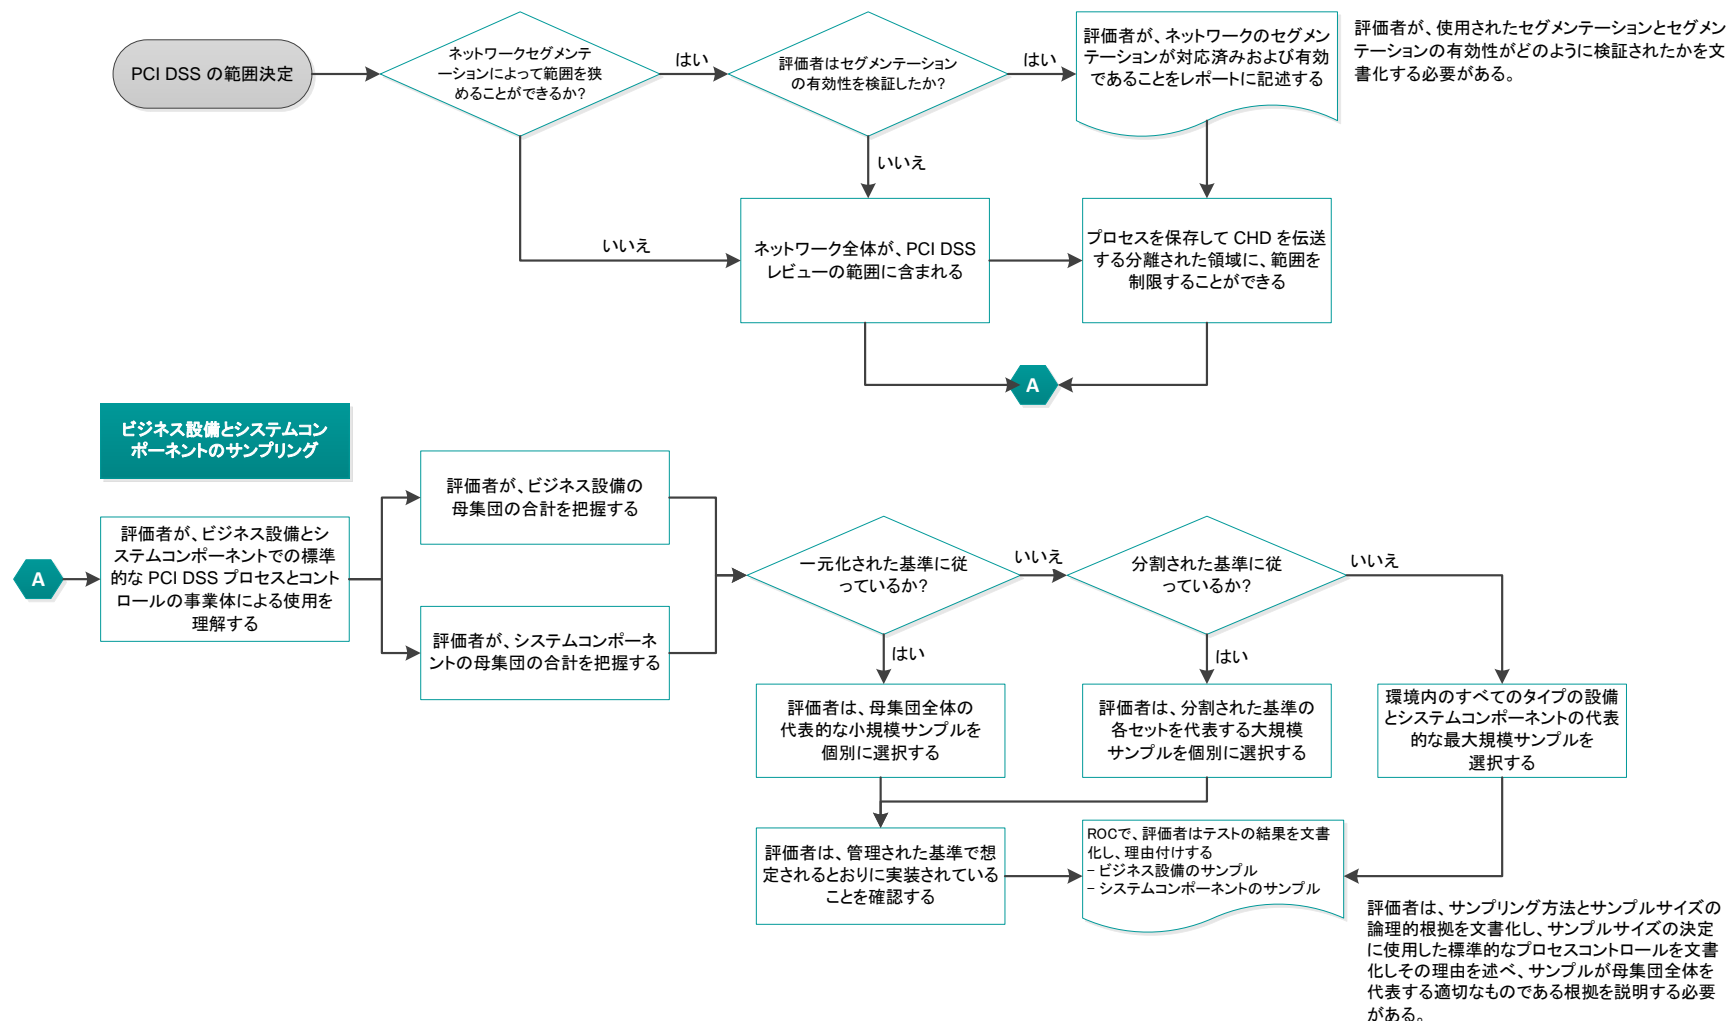 PCI DSS の範囲決定
ネットワークセグメンテ
ーションによって範囲を狭
めることができるか?
はい
評価者はセグメンテーション
の有効性を検証したか?
はい
評価者が、ネットワークのセグメン
テーションが対応済みおよび有効
であることをレポートに記述する
評価者が、使用されたセグメンテーションとセグメン
テーションの有効性がどのように検証されたかを文
書化する必要がある。
いいえ
いいえ
ネットワーク全体が、PCI DSS
レビューの範囲に含まれる
プロセスを保存して CHD を伝送
する分離された領域に、範囲を
制限することができる
A
ビジネス設備とシステムコン
ポーネントのサンプリング
A
評価者が、ビジネス設備とシ
ステムコンポーネントでの標準
的な PCI DSS プロセスとコント
ロールの事業体による使用を
理解する
評価者が、ビジネス設備の
母集団の合計を把握する
評価者が、システムコンポーネ
ントの母集団の合計を把握する
一元化された基準に従
っているか?
いいえ
分割された基準に従
っているか?
いいえ
はい
はい
評価者は、母集団全体の
代表的な小規模サンプルを
個別に選択する
評価者は、分割された基準の
各セットを代表する大規模
サンプルを個別に選択する
環境内のすべてのタイプの設備
とシステムコンポーネントの代表
的な最大規模サンプルを
選択する
評価者は、管理された基準で想
定されるとおりに実装されている
ことを確認する
ROCで、評価者はテストの結果を文書
化し、理由付けする
– ビジネス設備のサンプル
– システムコンポーネントのサンプル
評価者は、サンプリング方法とサンプルサイズの
論理的根拠を文書化し、サンプルサイズの決定
に使用した標準的なプロセスコントロールを文書
化しその理由を述べ、サンプルが母集団全体を
代表する適切なものである根拠を説明する必要
がある。